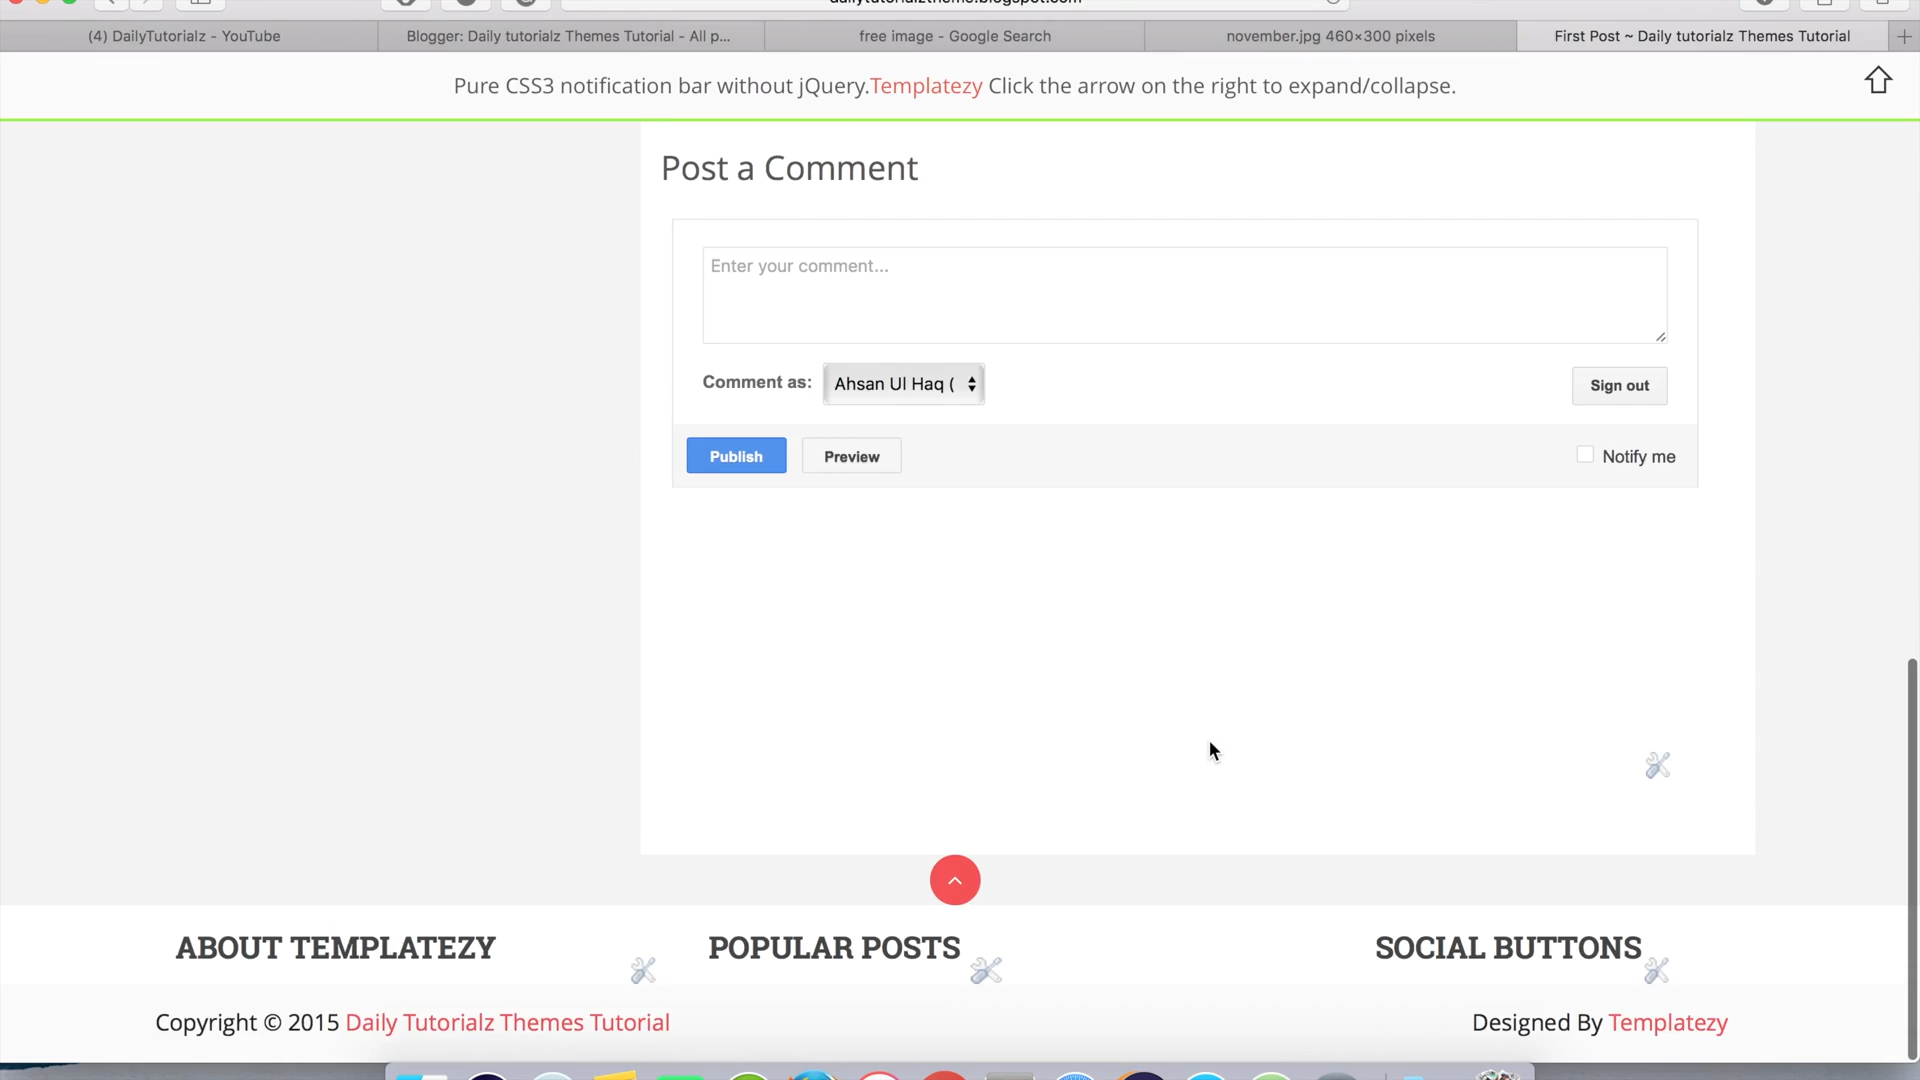 dailytutorialztheme.blogspot.com
(4) DailyTutorialz - YouTube
Blogger: Daily tutorialz Themes Tutorial - All p...
free image - Google Search
november.jpg 460×300 pixels
First Post ~ Daily tutorialz Themes Tutorial
Pure CSS3 notification bar without jQuery.Templatezy Click the arrow on the right to expand/collapse.
Post a Comment
Enter your comment...
Comment as: Ahsan Ul Haq (
Sign out
Publish
Preview
Notify me
ABOUT TEMPLATEZY
POPULAR POSTS
SOCIAL BUTTONS
Copyright © 2015 Daily Tutorialz Themes Tutorial
Designed By Templatezy